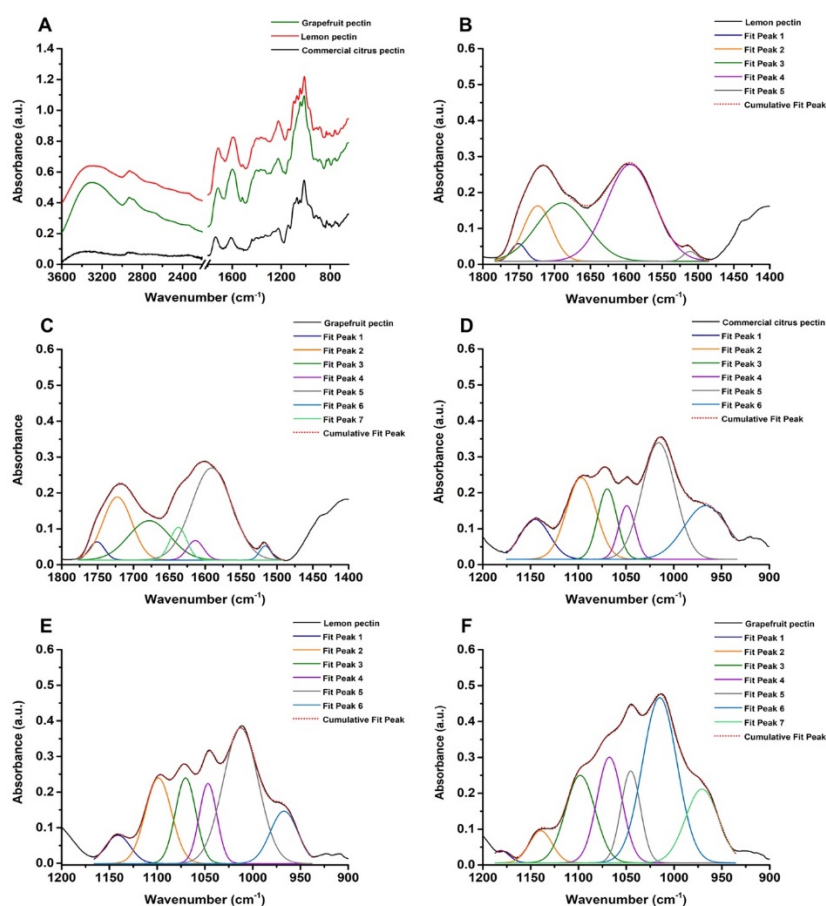 A
Grapefruit pectin
Lemon pectin
Commercial citrus pectin
Absorbance (a.u.)
1.8
1.6
1.4
1.2
1.0
0.8
0.6
0.4
0.2
0.0
3600 2800 2400 1600 1200 800
Wavenumber (cm-1)
B
Lemon pectin
Fit Peak 1
Fit Peak 2
Fit Peak 3
Fit Peak 4
Fit Peak 5
Cumulative Fit Peak
Absorbance (a.u.)
0.6
0.5
0.4
0.3
0.2
0.1
0.0
1800 1750 1700 1650 1600 1550 1500 1450 1400
Wavenumber (cm-1)
C
Grapefruit pectin
Fit Peak 1
Fit Peak 2
Fit Peak 3
Fit Peak 4
Fit Peak 5
Fit Peak 6
Fit Peak 7
Cumulative Fit Peak
Absorbance
0.6
0.5
0.4
0.3
0.2
0.1
0.0
1800 1750 1700 1650 1600 1550 1500 1450 1400
Wavenumber (cm-1)
D
Commercial citrus pectin
Fit Peak 1
Fit Peak 2
Fit Peak 3
Fit Peak 4
Fit Peak 5
Fit Peak 6
Cumulative Fit Peak
Absorbance (a.u.)
0.6
0.5
0.4
0.3
0.2
0.1
0.0
1200 1150 1100 1050 1000 950 900
Wavenumber (cm-1)
E
Lemon pectin
Fit Peak 1
Fit Peak 2
Fit Peak 3
Fit Peak 4
Fit Peak 5
Fit Peak 6
Cumulative Fit Peak
Absorbance (a.u.)
0.6
0.5
0.4
0.3
0.2
0.1
0.0
1200 1150 1100 1050 1000 950 900
Wavenumber (cm-1)
F
Grapefruit pectin
Fit Peak 1
Fit Peak 2
Fit Peak 3
Fit Peak 4
Fit Peak 5
Fit Peak 6
Fit Peak 7
Cumulative Fit Peak
Absorbance (a.u.)
0.6
0.5
0.4
0.3
0.2
0.1
0.0
1200 1150 1100 1050 1000 950 900
Wavenumber (cm-1)